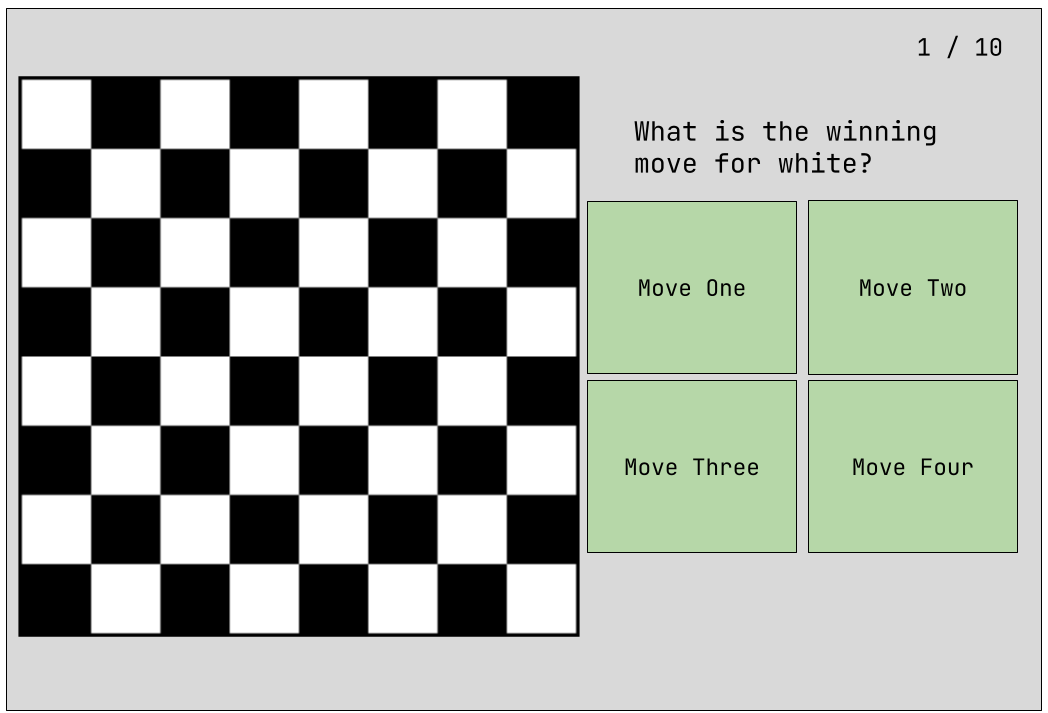 1 / 10
What is the winning
move for white?
Move One
Move Two
Move Three
Move Four